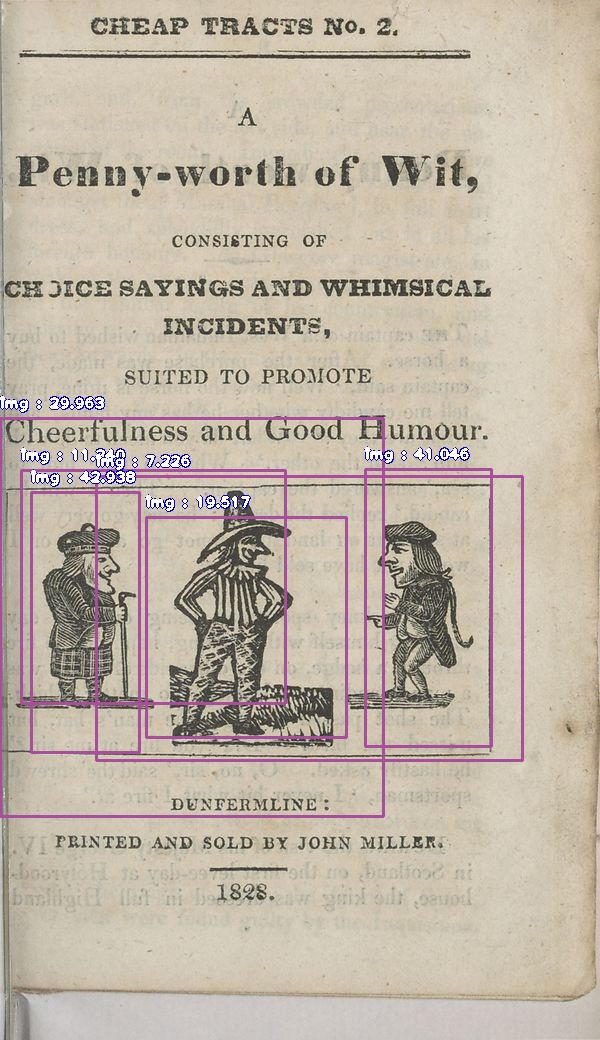 CHEAP TRACTS No. 2.
A
Penny-worth of Wit,
CONSISTING OF
CHOICE SAYINGS AND WHIMSICAL
INCIDENTS,
SUITED TO PROMOTE
img : 29.963
Cheerfulness and Good Humour.
img : 11.740
img : 7.226
img : 41.046
img : 42.938
img : 19.517
DUNFERMLINE:
PRINTED AND SOLD BY JOHN MILLER.
1828.